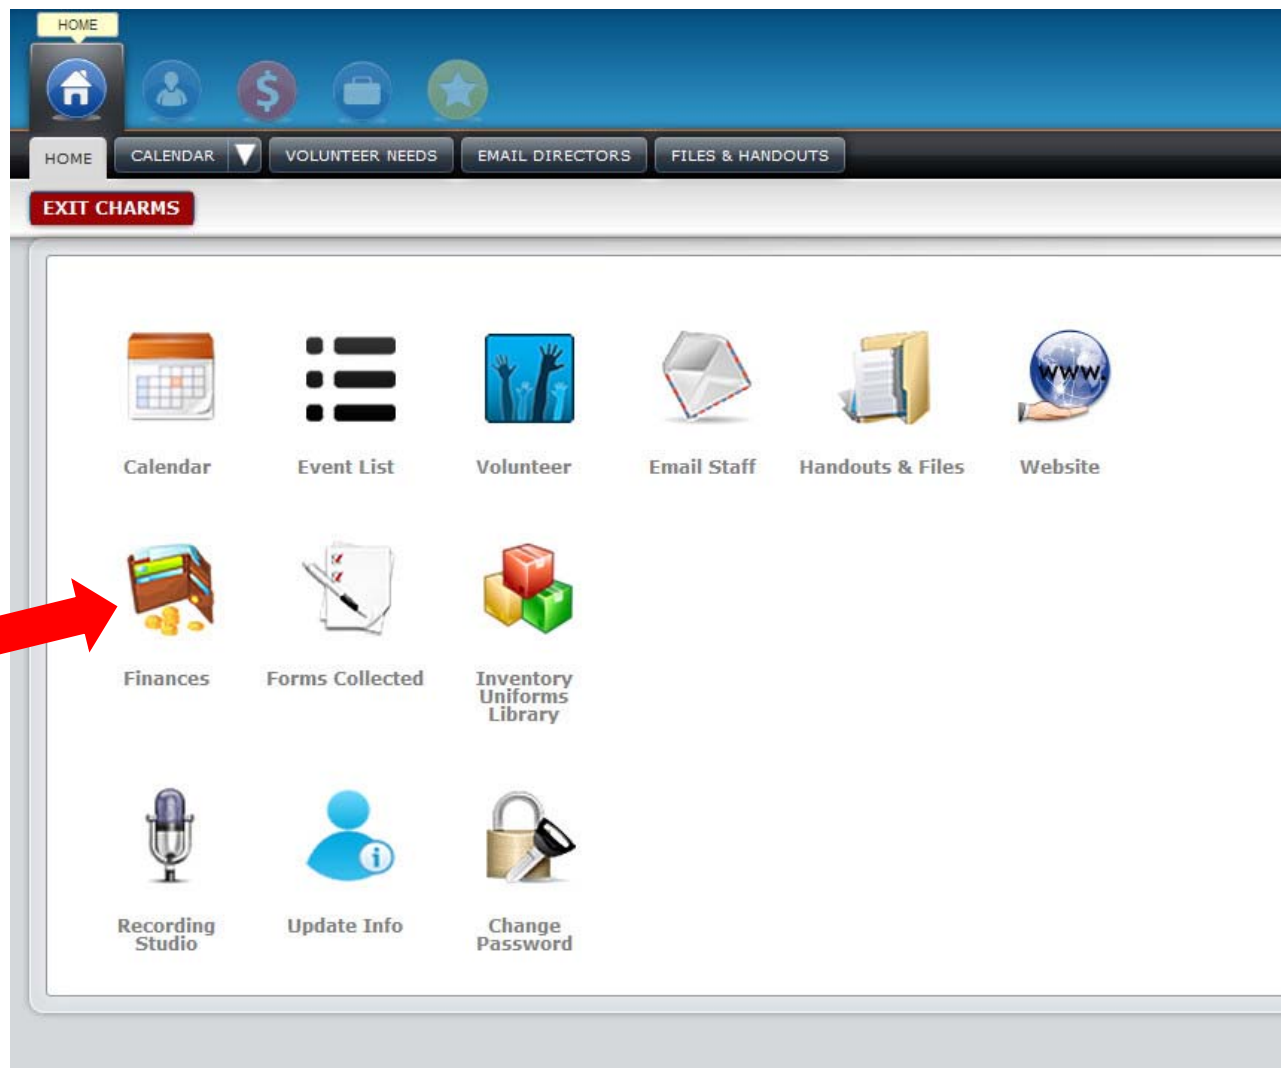 HOME
HOME
CALENDAR
VOLUNTEER NEEDS
EMAIL DIRECTORS
FILES & HANDOUTS
EXIT CHARMS
www.
Calendar
Event List
Volunteer
Email Staff
Handouts & Files
Website
Finances
Forms Collected
Inventory
Uniforms
Library
Recording
Studio
Update Info
Change
Password